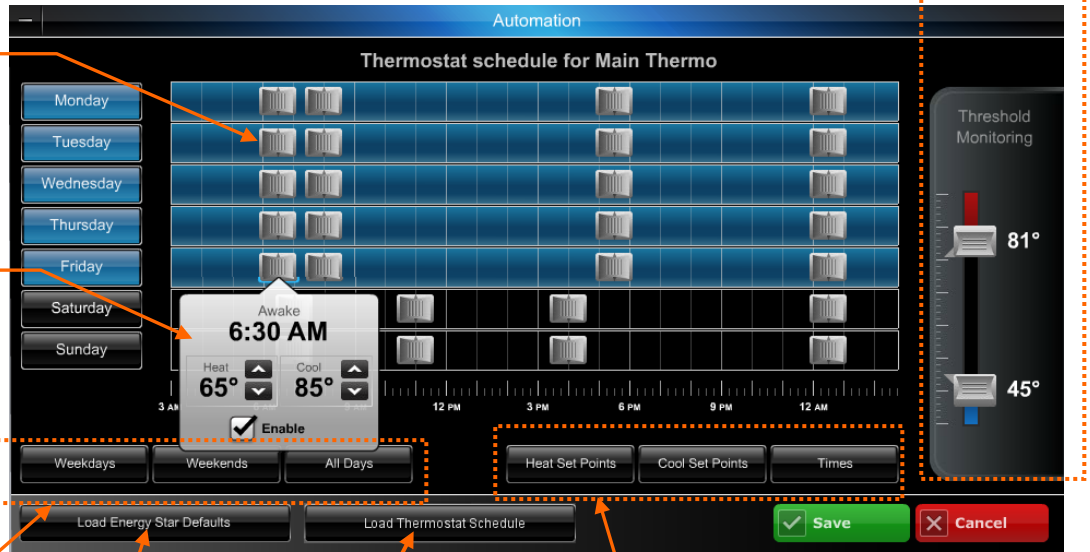 Automation
Thermostat schedule for Main Thermo
Monday
Tuesday
Wednesday
Thursday
Friday
Saturday
Sunday
Awake
6:30 AM
Heat
Cool
65°
85°
Enable
3 AM
12 PM
3 PM
6 PM
9 PM
12 AM
Threshold
Monitoring
81°
45°
Weekdays
Weekends
All Days
Heat Set Points
Cool Set Points
Times
Load Energy Star Defaults
Load Thermostat Schedule
Save
Cancel